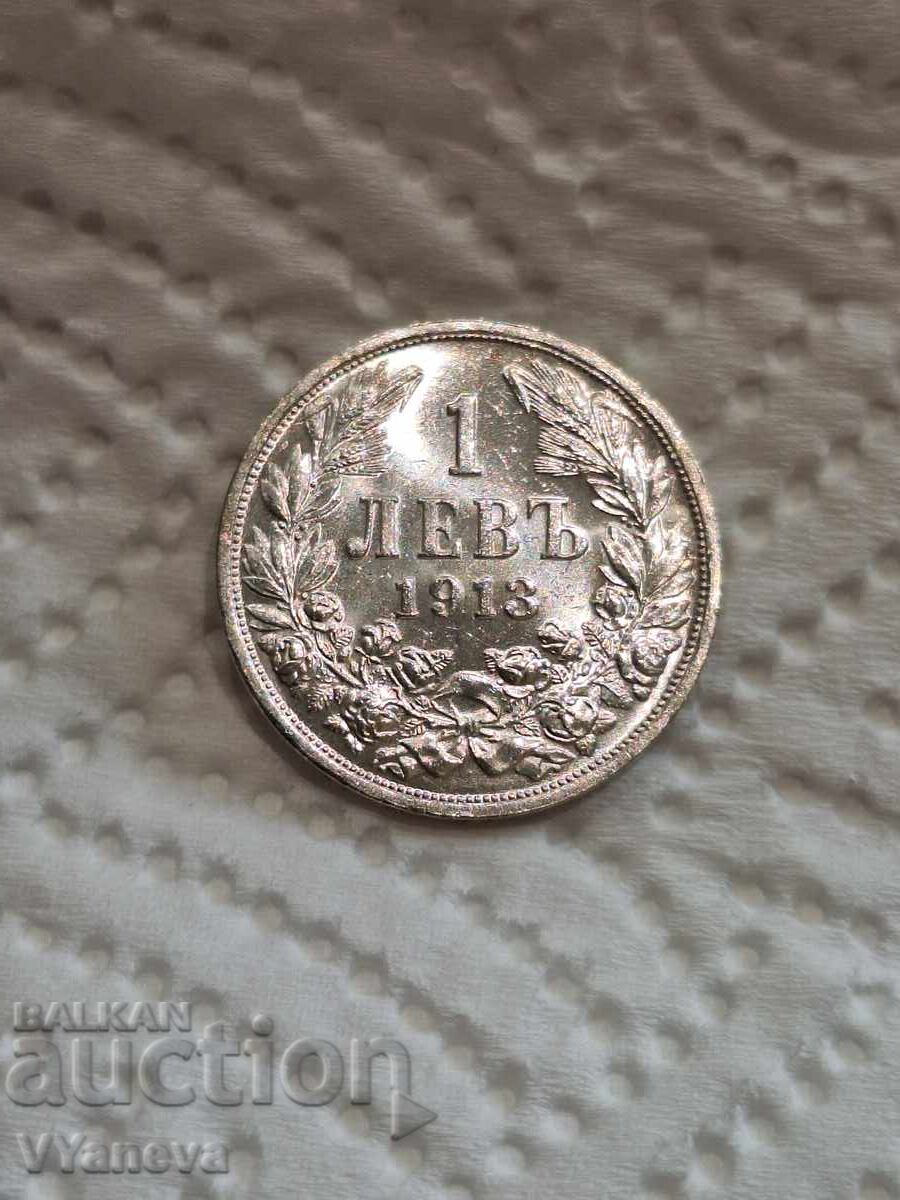 1
ЛЕВЪ
1913
BALKAN
auction
VYaneva